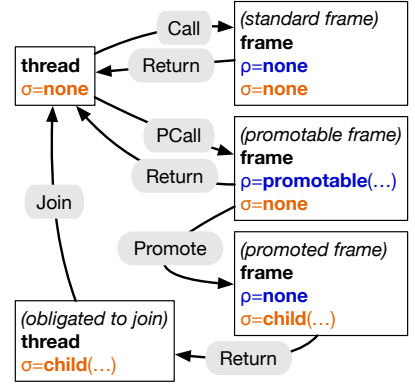 Call
(standard frame)
frame
ρ=none
σ=none
Return
thread
σ=none
PCall
(promotable frame)
frame
ρ=promotable(...)
σ=none
Return
Join
Promote
(promoted frame)
frame
ρ=none
σ=child(...)
(obligated to join)
thread
σ=child(...)
Return